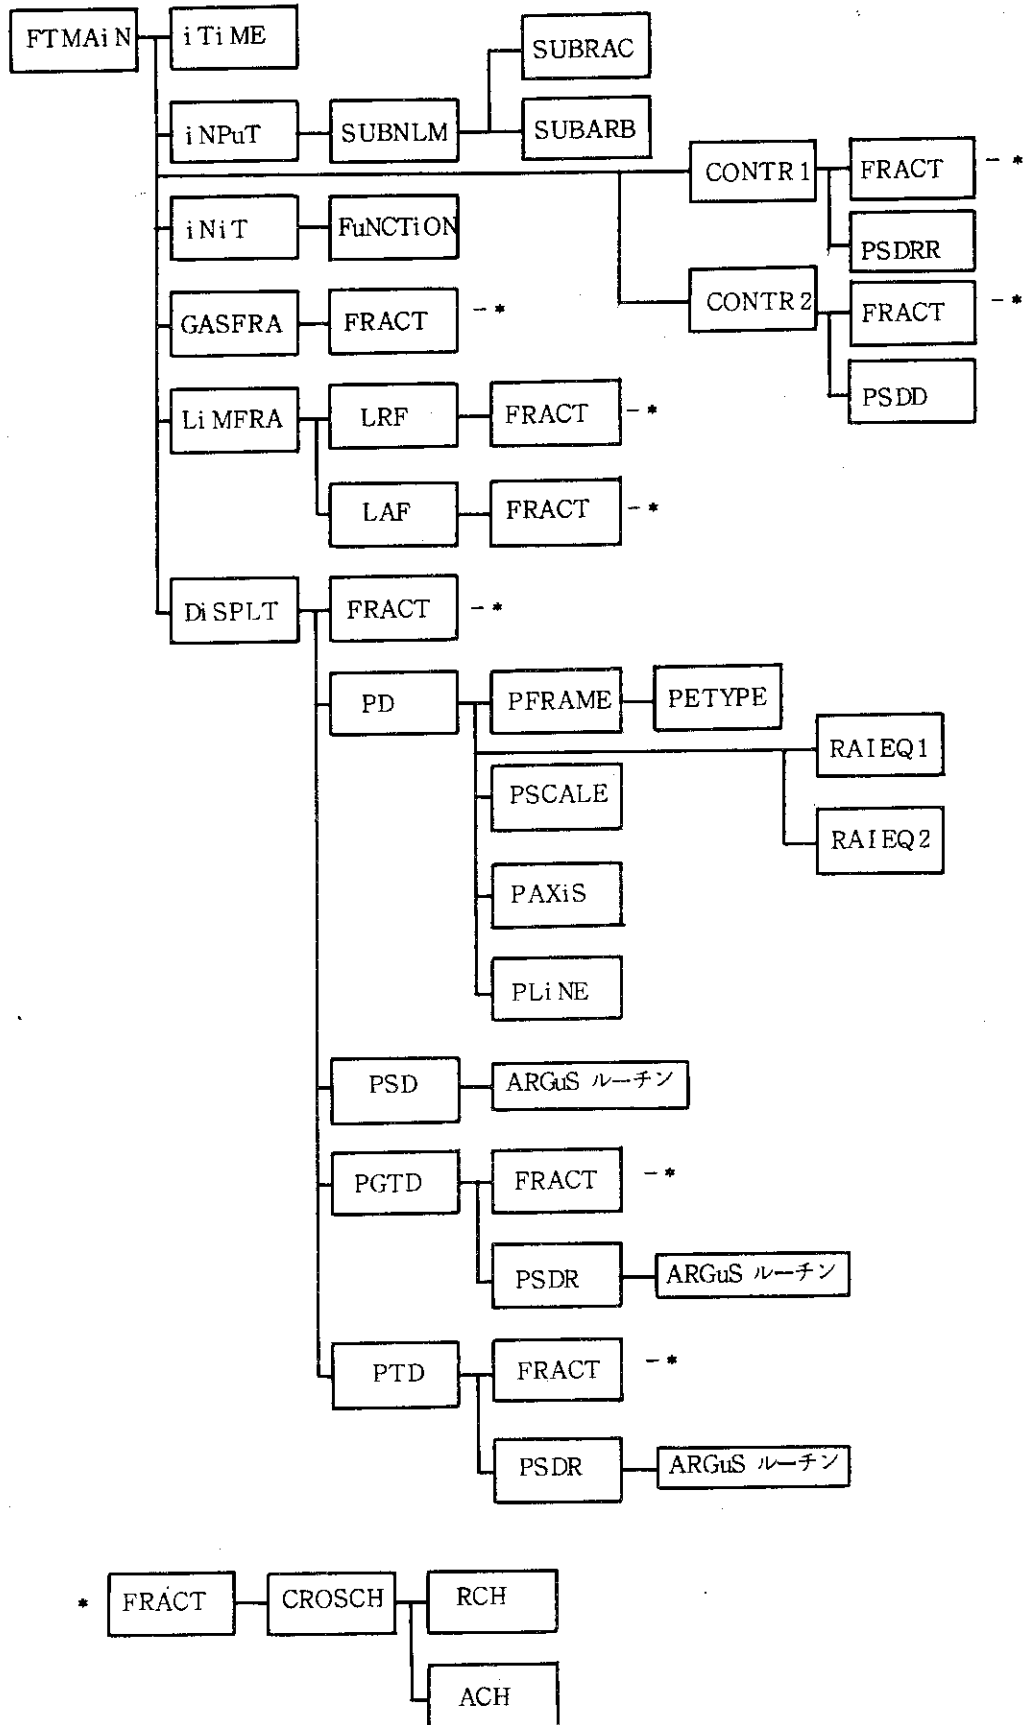 FTMAiN
iTiME
SUBRAC
iNPuT
SUBNLM
SUBARB
CONTR1
FRACT
- *
PSDRR
iNiT
FuNCTiON
CONTR2
FRACT
- *
PSDD
GASFRA
FRACT
- *
LiMFRA
LRF
FRACT
- *
LAF
FRACT
- *
DiSPLT
FRACT
- *
PD
PFRAME
PETYPE
RAIEQ1
PSCALE
RAIEQ2
PAXiS
PLiNE
PSD
ARGuS ルーチン
PGTD
FRACT
- *
PSDR
ARGuS ルーチン
PTD
FRACT
- *
PSDR
ARGuS ルーチン
* FRACT
CROSCH
RCH
ACH